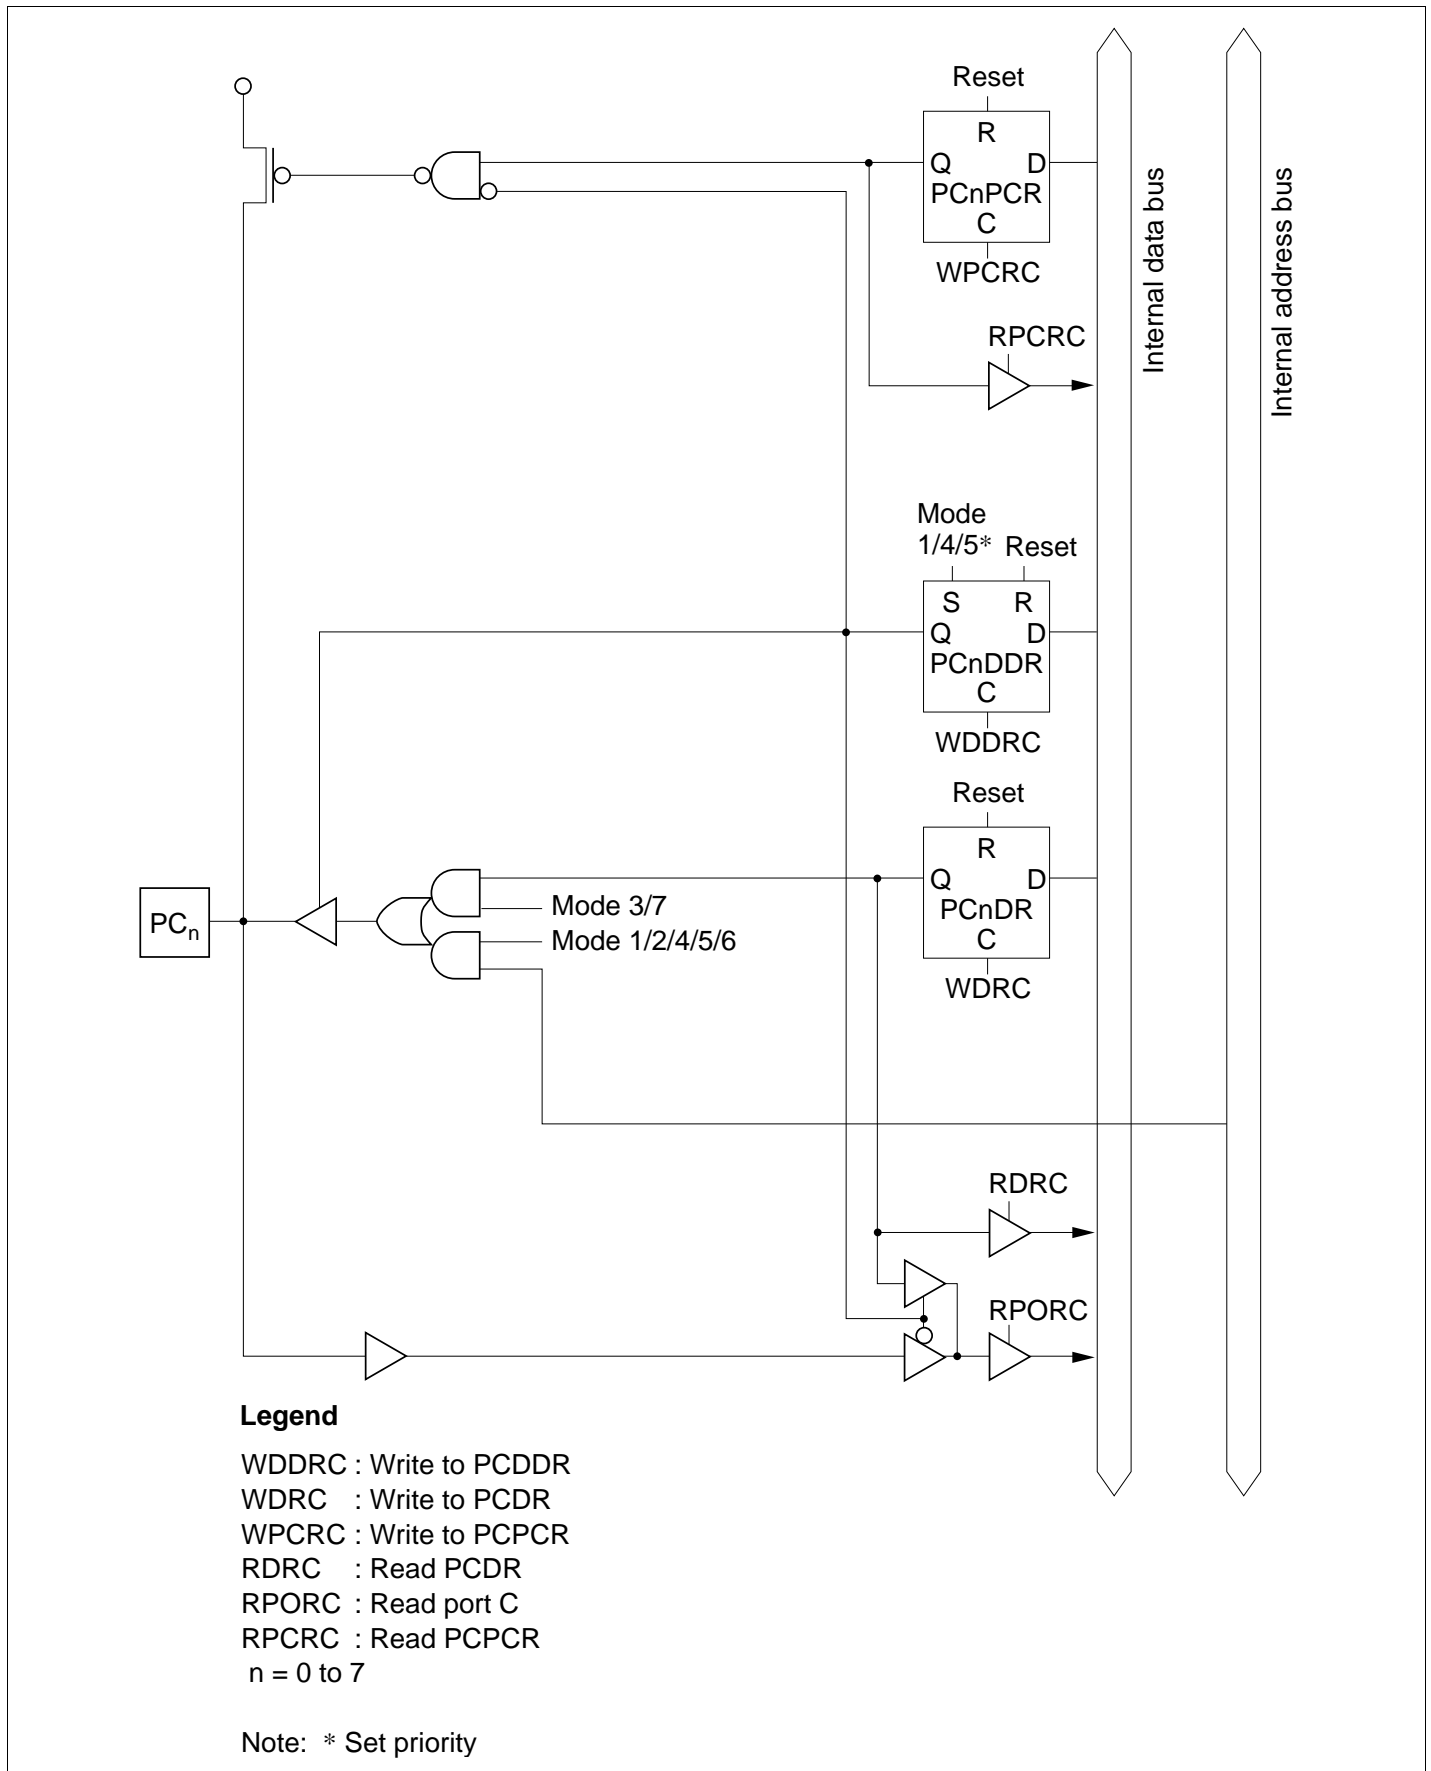 Reset
R
Q D
PCnPCR
C
WPCRC
Internal data bus
Internal address bus
RPCRC
Mode
1/4/5* Reset
S R
Q D
PCnDDR
C
WDDRC
Reset
R
Q D
PCnDR
C
WDRC
Mode 3/7
Mode 1/2/4/5/6
PCn
RDRC
RPORC
Legend
WDDRC : Write to PCDDR
WDRC : Write to PCDR
WPCRC : Write to PCPCR
RDRC : Read PCDR
RPORC : Read port C
RPCRC : Read PCPCR
n = 0 to 7
Note: * Set priority